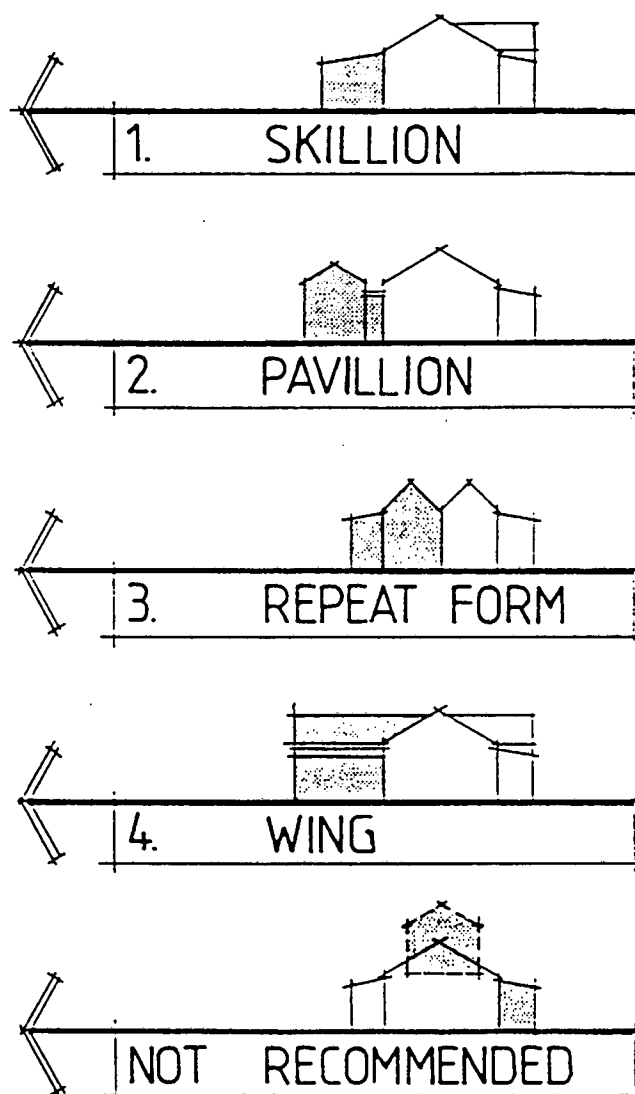 1. SKILLION
2. PAVILLION
3. REPEAT FORM
4. WING
NOT RECOMMENDED